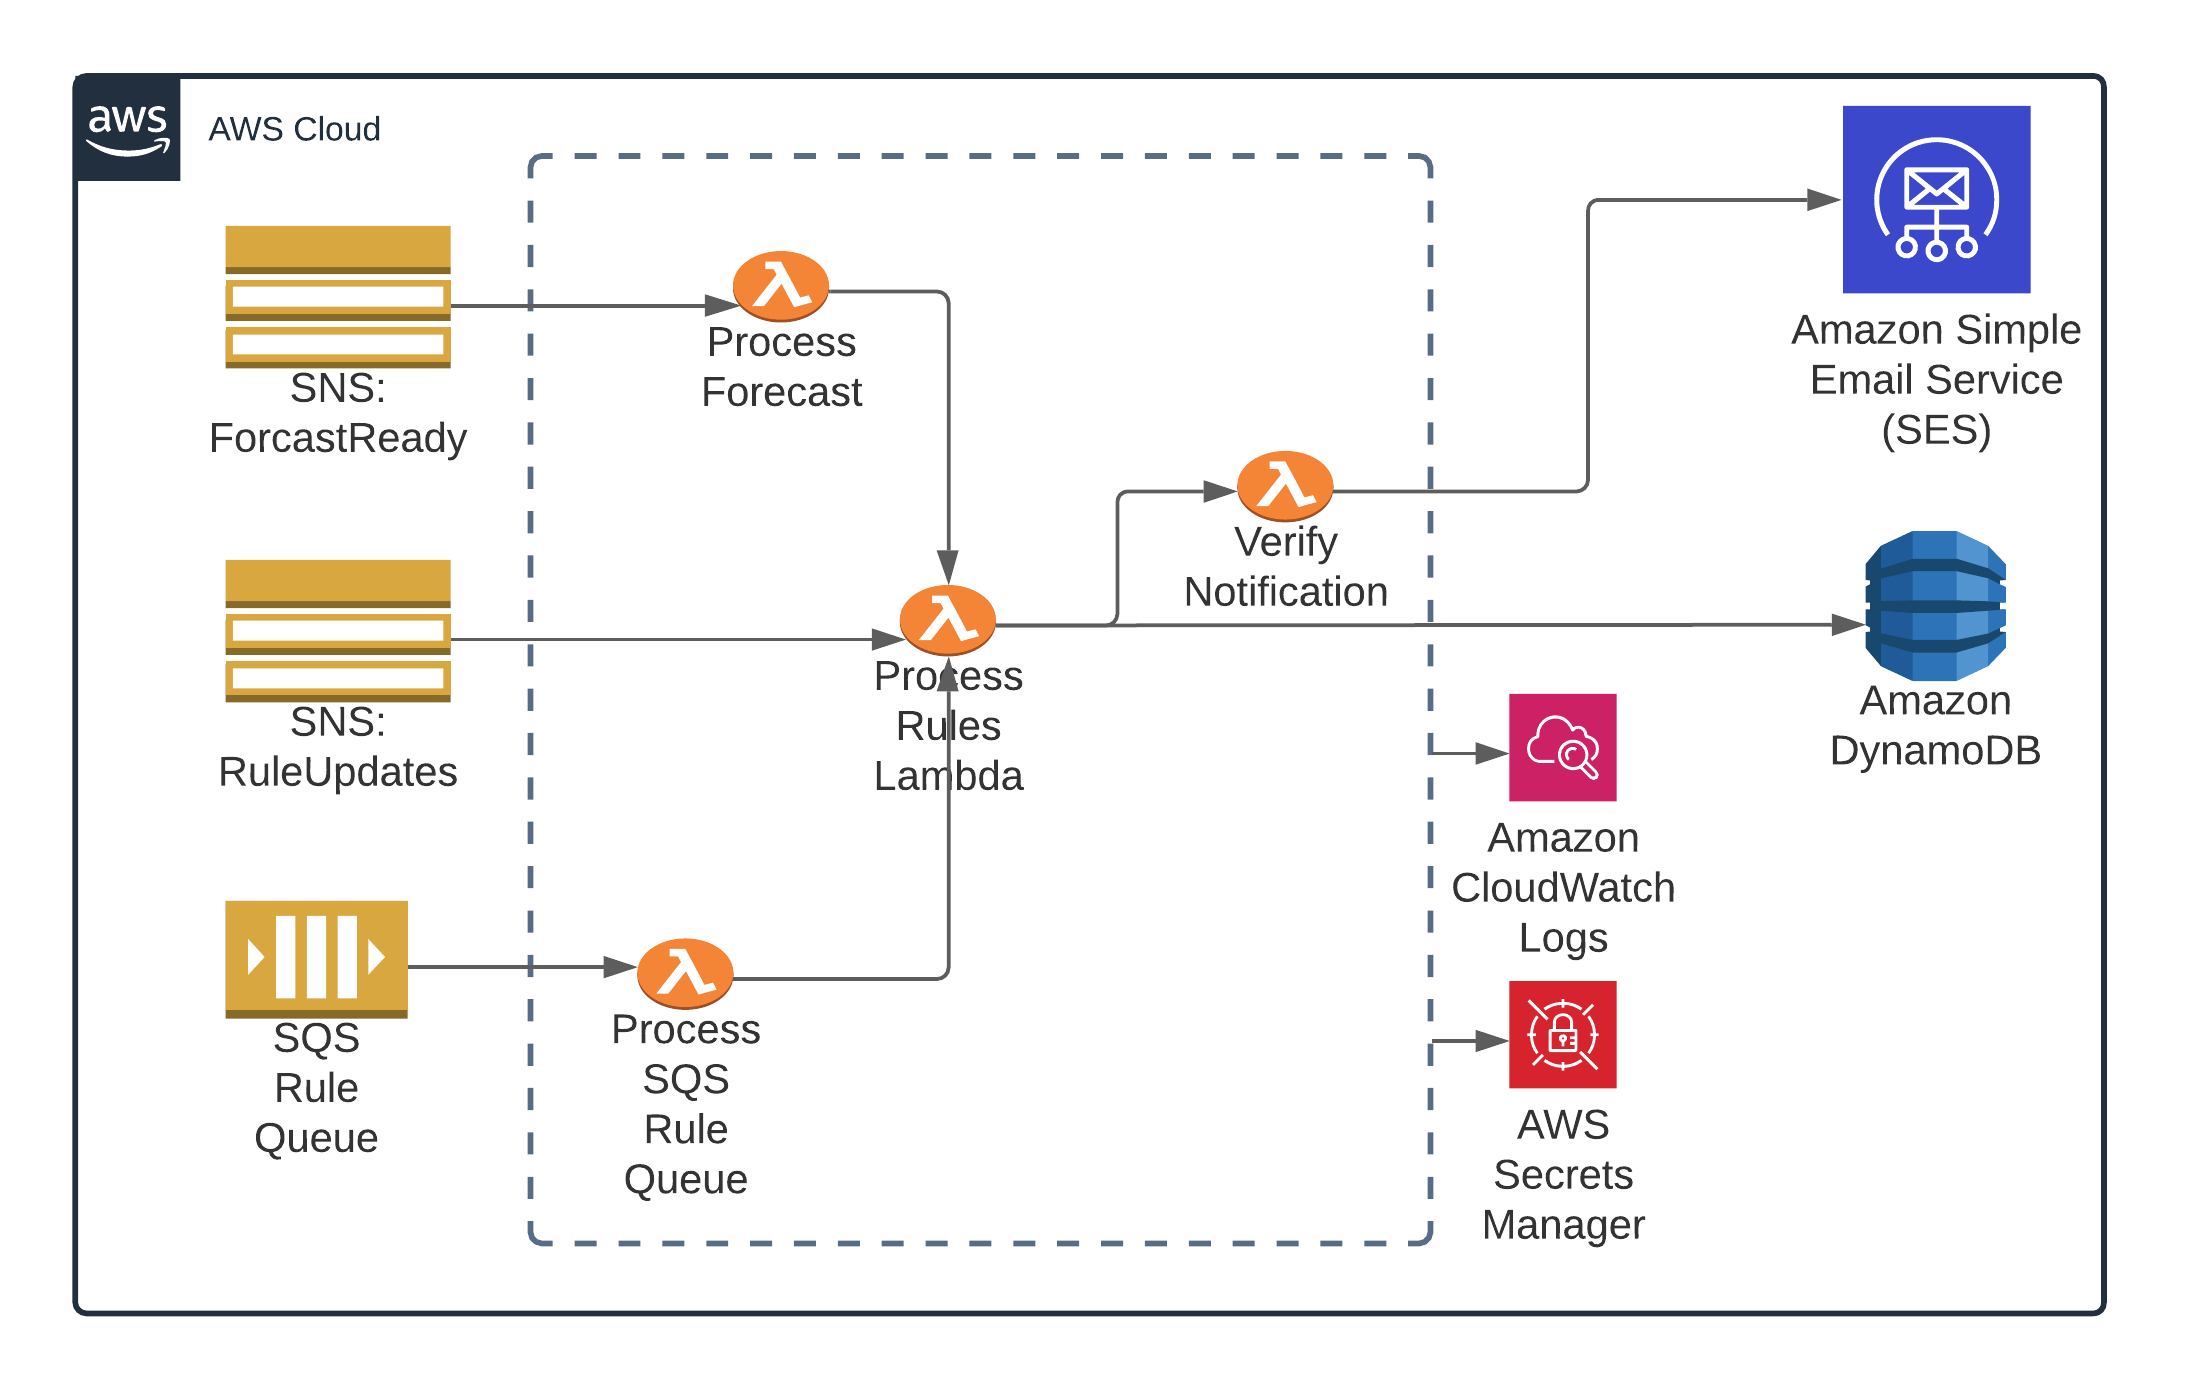 aws
AWS Cloud
SNS:
ForcastReady
Process
Forecast
Amazon Simple
Email Service
(SES)
Verify
Notification
SNS:
RuleUpdates
Process
Rules
Lambda
Amazon
DynamoDB
Amazon
CloudWatch
Logs
SQS
Rule
Queue
Process
SQS
Rule
Queue
AWS
Secrets
Manager